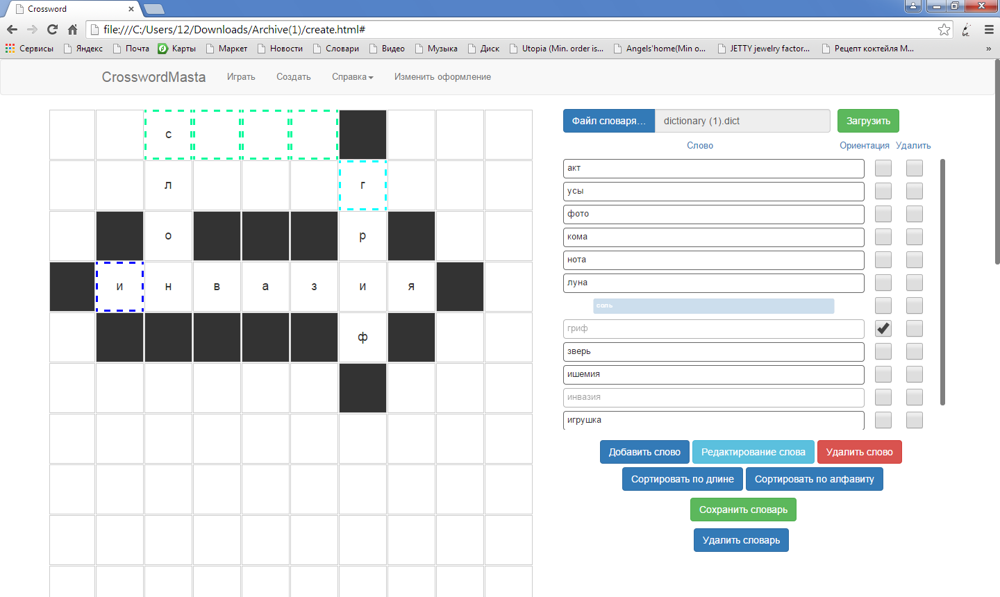 Crossword
file:///C:/Users/12/Downloads/Archive(1)/create.html#
Сервисы Яндекс Почта Карты Маркет Новости Словари Видео Музыка Диск Utopia (Min. order is... Angels'home(Min o... JETTY jewelry factor... Рецепт коктейля М... »
CrosswordMasta Играть Создать Справка Изменить оформление
Файл словаря... dictionary (1).dict Загрузить
Слово Ориентация Удалить
с
л г
о р
и н в а з и я
ф
акт
усы
фото
кома
нота
луна
соль
гриф
зверь
ишемия
инвазия
игрушка
Добавить слово Редактирование слова Удалить слово
Сортировать по длине Сортировать по алфавиту
Сохранить словарь
Удалить словарь